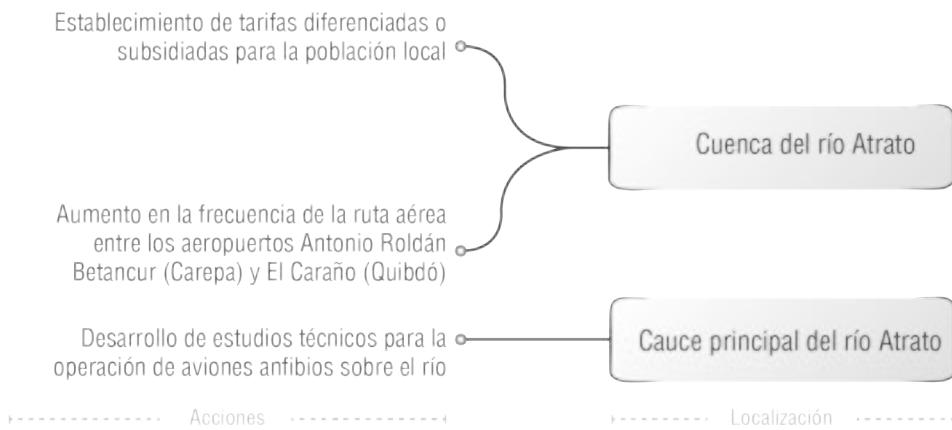 Establecimiento de tarifas diferenciadas o
subsidiadas para la población local
Cuenca del río Atrato
Aumento en la frecuencia de la ruta aérea
entre los aeropuertos Antonio Roldán
Betancur (Carepa) y El Caraño (Quibdó)
Desarrollo de estudios técnicos para la
operación de aviones anfibios sobre el río
Cauce principal del río Atrato
Acciones
Localización